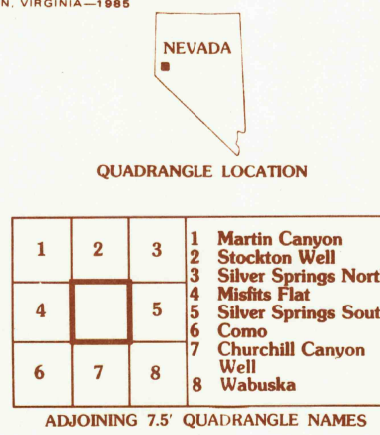 N, VIRGINIA—1985
NEVADA
QUADRANGLE LOCATION
1 2 3
4 5
6 7 8
1 Martin Canyon
2 Stockton Well
3 Silver Springs Nort
4 Misfits Flat
5 Silver Springs Sout
6 Como
7 Churchill Canyon
Well
8 Wabuska
ADJOINING 7.5' QUADRANGLE NAMES